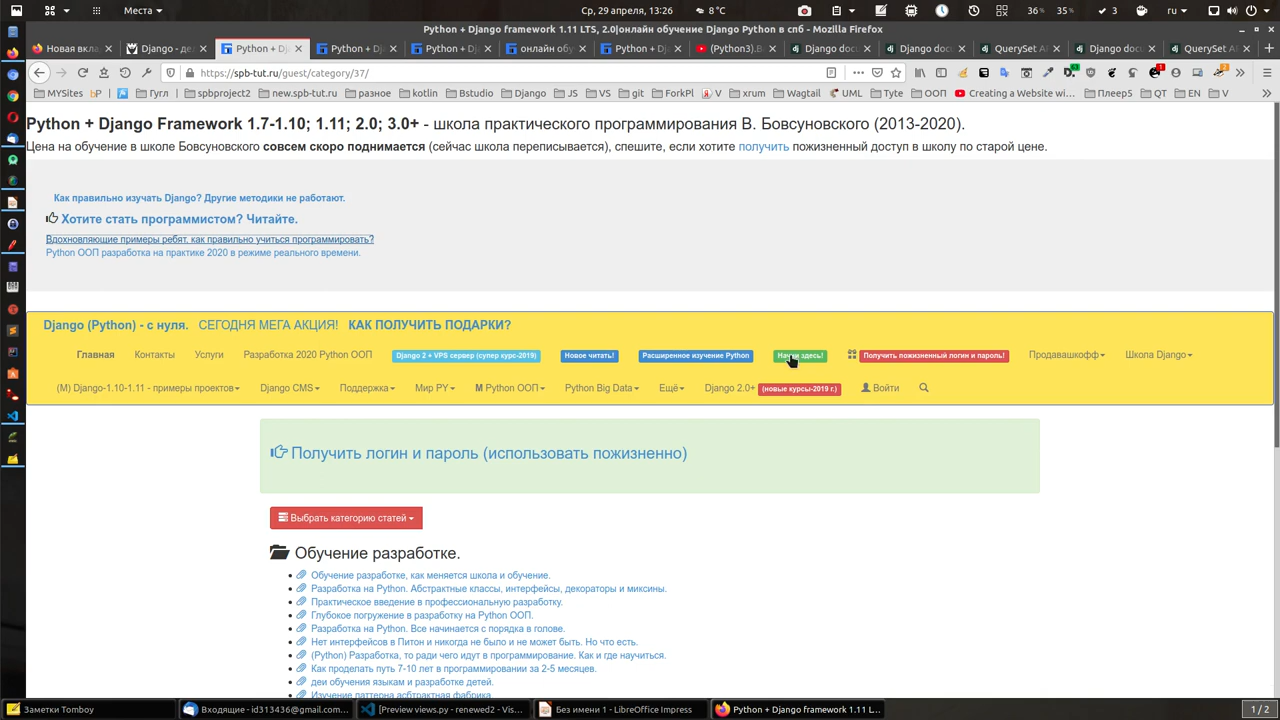 Места
Ср, 29 апреля, 13:26
8°C
36%
35%
3
ru
Python + Django framework 1.11 LTS, 2.0|онлайн обучение Django Python в спб - Mozilla Firefox
Новая вкла
Django - де
Python + Dj
Python + Dj
Python + Dj
онлайн обу
Python + Dj
(Python3).В
Django docu
Django docu
QuerySet AP
Django docu
QuerySet AP
https://spb-tut.ru/guest/category/37/
MYSites
bP
Гугл
spbproject2
new.spb-tut.ru
разное
kotlin
Bstudio
Django
JS
VS
git
ForkPl
V
xrum
Wagtail
UML
Tyte
ООП
Creating a Website wi...
Плеер5
QT
EN
V
Python + Django Framework 1.7-1.10; 1.11; 2.0; 3.0+ - школа практического программирования В. Бовсуновского (2013-2020).
Цена на обучение в школе Бовсуновского совсем скоро поднимается (сейчас школа переписывается), спешите, если хотите получить пожизненный доступ в школу по старой цене.
Как правильно изучать Django? Другие методики не работают.
Хотите стать программистом? Читайте.
Вдохновляющие примеры ребят, как правильно учиться программировать?
Python ООП разработка на практике 2020 в режиме реального времени.
Django (Python) - с нуля. СЕГОДНЯ МЕГА АКЦИЯ! КАК ПОЛУЧИТЬ ПОДАРКИ?
Главная Контакты Услуги Разработка 2020 Python ООП Django 2 + VPS сервер (супер курс-2019) Новое читать! Расширенное изучение Python здесь! Получить пожизненный логин и пароль! Продавашкофф Школа Django
(М) Django-1.10-1.11 - примеры проектов Django CMS Поддержка Мир PY М Python ООП Python Big Data Ещё Django 2.0+ (новые курсы-2019 г.) Войти
Получить логин и пароль (использовать пожизненно)
Выбрать категорию статей
Обучение разработке.
Обучение разработке, как меняется школа и обучение.
Разработка на Python. Абстрактные классы, интерфейсы, декораторы и миксины.
Практическое введение в профессиональную разработку.
Глубокое погружение в разработку на Python ООП.
Разработка на Python. Все начинается с порядка в голове.
Нет интерфейсов в Питон и никогда не было и не может быть. Но что есть.
(Python) Разработка, то ради чего идут в программирование. Как и где научиться.
Как проделать путь 7-10 лет в программировании за 2-5 месяцев.
деи обучения языкам и разработке детей.
Изучение паттерна асбтрактная фабрика
Заметки Tomboy
Входящие - id313436@gmail.com...
[Preview views.py - renewed2 - Vis...
Без имени 1 - LibreOffice Impress
Python + Django framework 1.11 L...
1 / 2